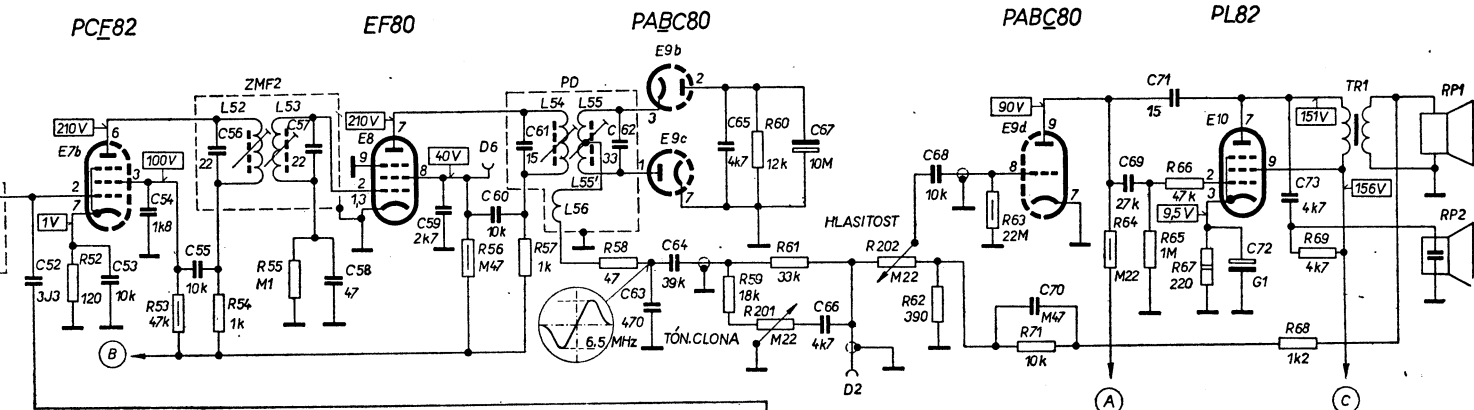 PCF82
EF80
PABC80
PABC80
PL82
E9b
ZMF2
PD
C71
TR1
RP1
L52
L53
L54
L55
2
90V
15
151V
210V
6
C56
C57
210V
7
C61
C62
3
C65
R60
C67
E9d
9
E10
7
E7b
100V
22
22
E8
40V
D6
15
33
E9c
4k7
12k
10M
C68
8
C69
R66
9
3
9
8
1
10k
2
47k
C73
156V
2
2
1,3
L55'
7
7
27k
3
4k7
RP2
7
C54
C59
C60
L56
HLASITOST
R63
R64
9,5V
1V
1k8
2k7
10k
22M
R65
C72
R69
C52
R52
C53
C55
R55
C58
R56
R57
R58
C64
R61
R202
1M
R67
G1
4k7
3J3
120
10k
10k
M1
47
M47
1k
47
39k
33k
M22
M22
220
R53
R54
C63
R59
R62
C70
47k
1k
470
18k
R201
C66
390
M47
R68
B
6,5 MHz
TÓN.CLONA
M22
4k7
R71
1k2
10k
D2
A
C